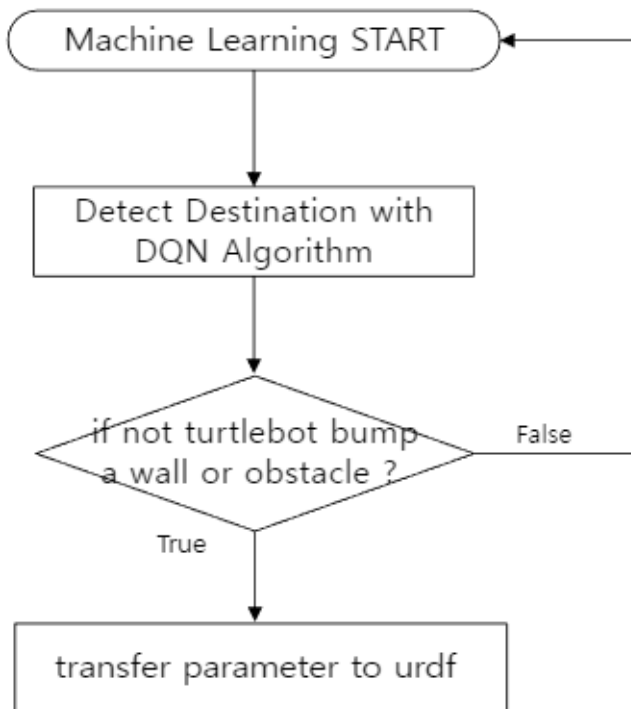 Machine Learning START
Detect Destination with
DQN Algorithm
if not turtlebot bump
a wall or obstacle ?
False
True
transfer parameter to urdf